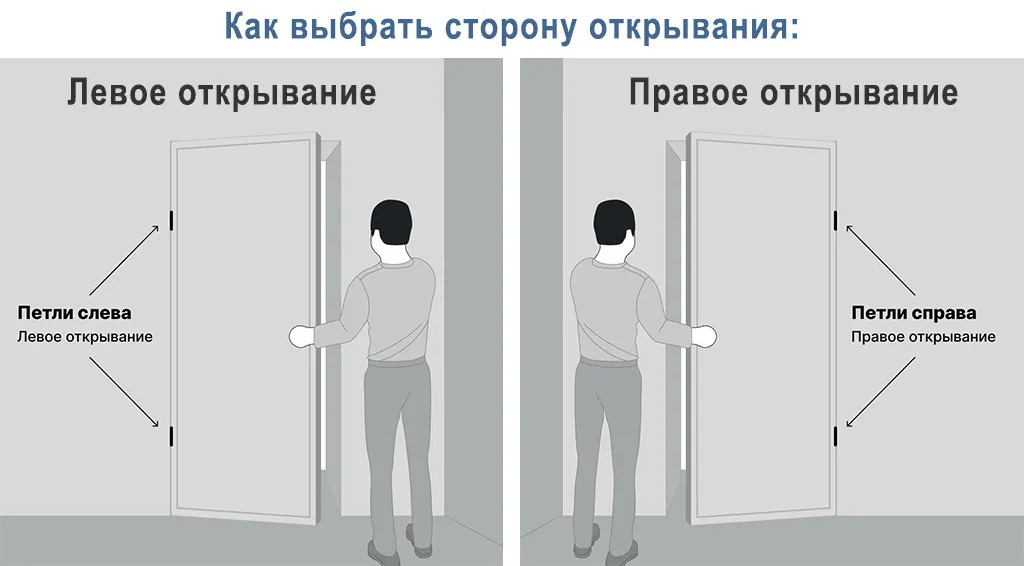 Как выбрать сторону открывания:
Левое открывание
Петли слева
Левое открывание
Правое открывание
Петли справа
Правое открывание